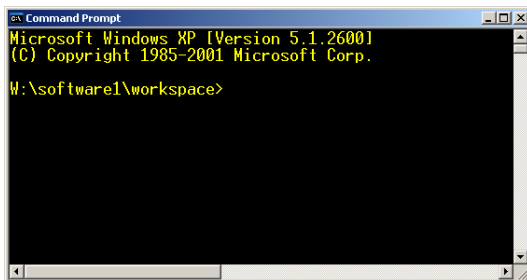 Command Prompt
Microsoft Windows XP [Version 5.1.2600]
(C) Copyright 1985-2001 Microsoft Corp.
W:\software1\workspace>